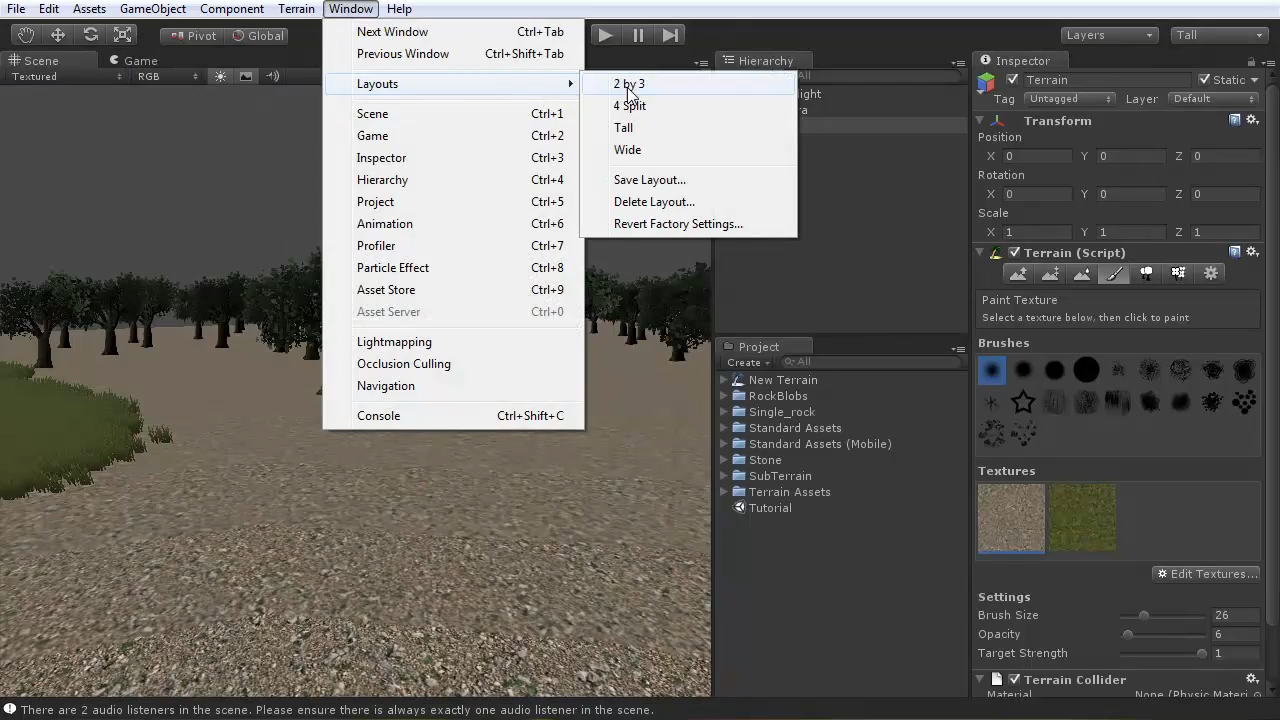 File Edit Assets GameObject Component Terrain Window Help
Pivot Global Layers Tall
Scene Game
Textured RGB
Next Window Ctrl+Tab
Previous Window Ctrl+Shift+Tab
Layouts
Scene Ctrl+1
Game Ctrl+2
Inspector Ctrl+3
Hierarchy Ctrl+4
Project Ctrl+5
Animation Ctrl+6
Profiler Ctrl+7
Particle Effect Ctrl+8
Asset Store Ctrl+9
Asset Server Ctrl+0
Lightmapping
Occlusion Culling
Navigation
Console Ctrl+Shift+C
2 by 3
4 Split
Tall
Wide
Save Layout...
Delete Layout...
Revert Factory Settings...
Hierarchy
All
Project
Create All
New Terrain
RockBlobs
Single_rock
Standard Assets
Standard Assets (Mobile)
Stone
SubTerrain
Terrain Assets
Tutorial
Inspector
Terrain Static
Tag Untagged Layer Default
Transform
Position
X 0 Y 0 Z 0
Rotation
X 0 Y 0 Z 0
Scale
X 1 Y 1 Z 1
Terrain (Script)
Paint Texture
Select a texture below, then click to paint
Brushes
Textures
Edit Textures...
Settings
Brush Size 26
Opacity 6
Target Strength 1
Terrain Collider
Material None (Physic Materi
There are 2 audio listeners in the scene. Please ensure there is always exactly one audio listener in the scene.